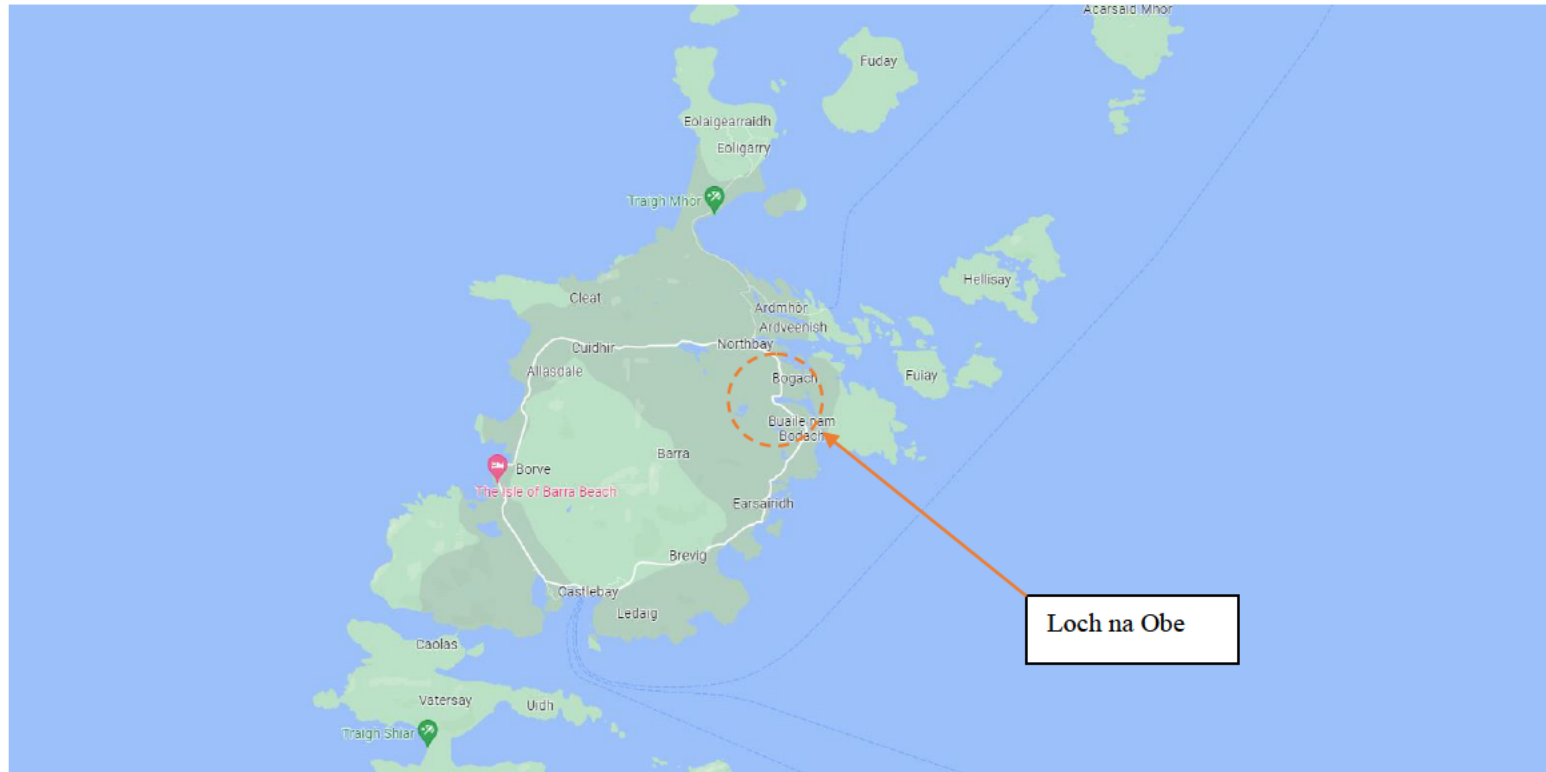 Acarsaid Mhòr
Fuday
Eolaigearraidh
Eoligarry
Traigh Mhòr
Hellisay
Cleat
Ardmhòr
Ardveenish
Northbay
Cuidhir
Allasdale
Bogach
Fuiay
Buaile nam
Bodach
Barra
Borve
The Isle of Barra Beach
Earsairidh
Brevig
Castlebay
Ledaig
Loch na Obe
Caolas
Vatersay
Uidh
Traigh Shiar